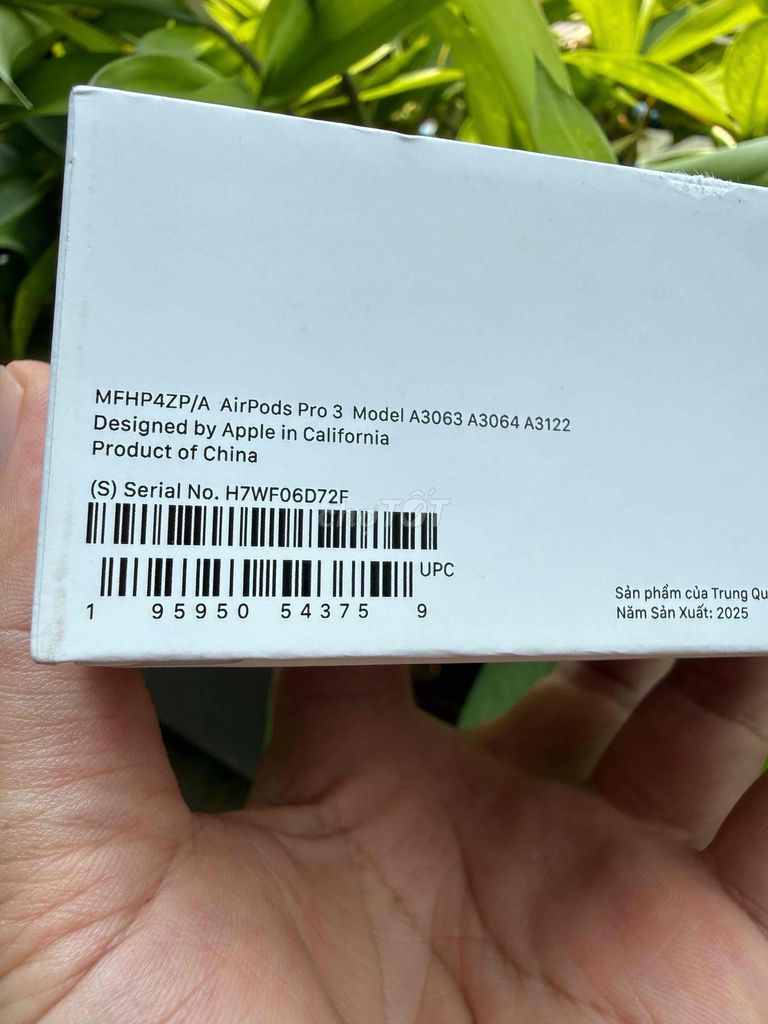 MFHP4ZP/A AirPods Pro 3 Model A3063 A3064 A3122
Designed by Apple in California
Product of China
(S) Serial No. H7WF06D72F
chợTỐT
UPC
1 95950 54375 9
Sản phẩm của Trung Qu
Năm Sản Xuất: 2025